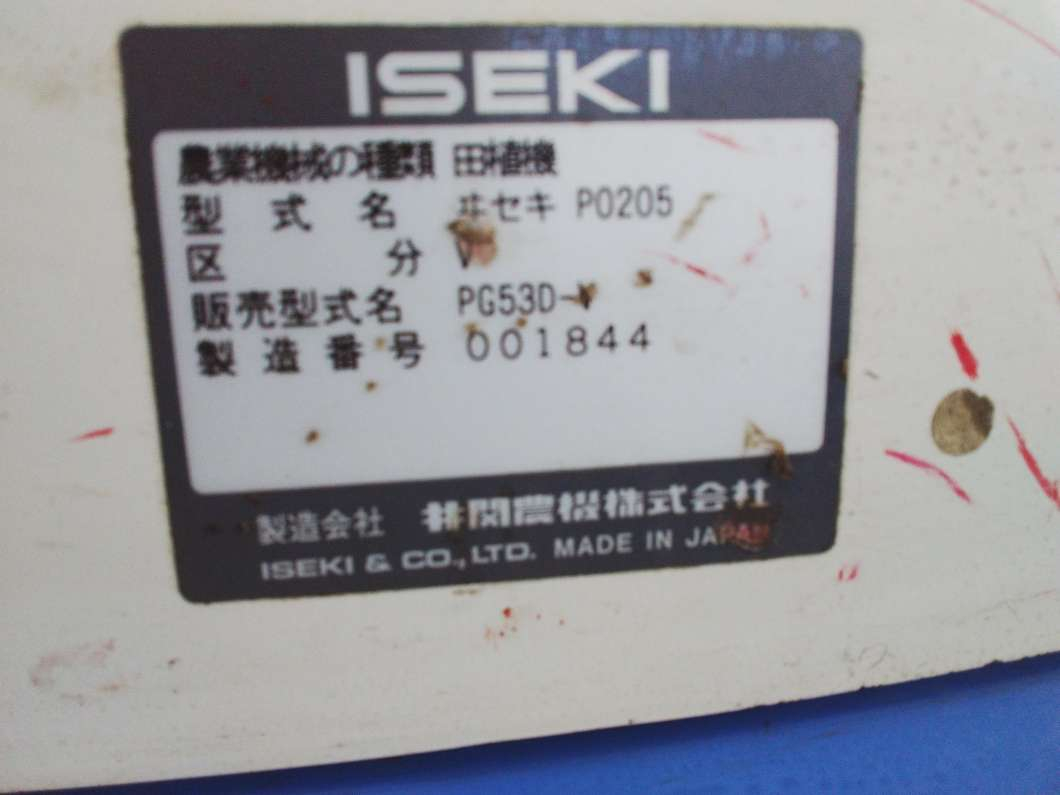 ISEKI
農業機械の種類 田植機
型式名 ヰセキ P0205
区分 V
販売型式名 PG53D-V
製造番号 001844
製造会社 井関農機株式会社
ISEKI & CO., LTD. MADE IN JAPAN